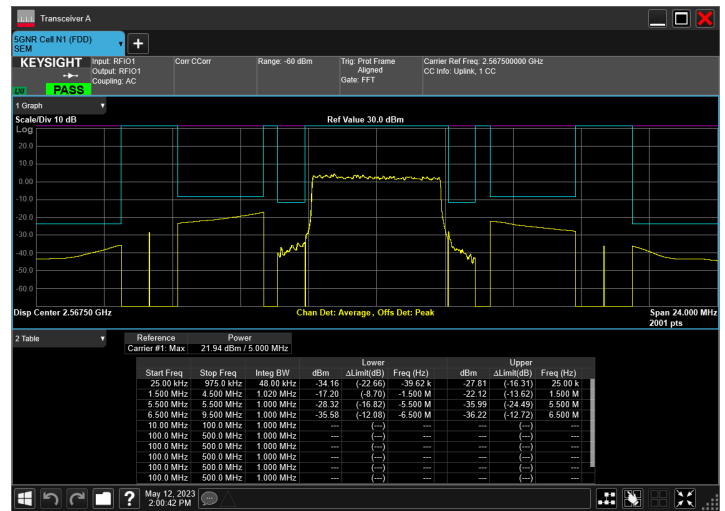 Transceiver A
5GNR Cell N1 (FDD)
SEM
KEYSIGHT
LXI
PASS
Input: RFIO1
Output: RFIO1
Coupling: AC
Corr CCorr
Range: -60 dBm
Trig: Prot Frame
Aligned
Gate: FFT
Carrier Ref Freq: 2.567500000 GHz
CC Info: Uplink, 1 CC
1 Graph
Scale/Div 10 dB
Ref Value 30.0 dBm
Log
20.0
10.0
0.00
-10.0
-20.0
-30.0
-40.0
-50.0
-60.0
Disp Center 2.56750 GHz
Chan Det: Average , Offs Det: Peak
Span 24.000 MHz
2001 pts
2 Table
Reference Power
Carrier #1: Max 21.94 dBm / 5.000 MHz
Lower Upper
Start Freq Stop Freq Integ BW dBm ΔLimit(dB) Freq (Hz) dBm ΔLimit(dB) Freq (Hz)
25.00 kHz 975.0 kHz 48.00 kHz -34.16 (-22.66) -39.62 k -27.81 (-16.31) 25.00 k
1.500 MHz 4.500 MHz 1.020 MHz -17.20 (-8.70) -1.500 M -22.12 (-13.62) 1.500 M
5.500 MHz 5.500 MHz 1.000 MHz -28.32 (-16.82) -5.500 M -35.99 (-24.49) 5.500 M
6.500 MHz 9.500 MHz 1.000 MHz -35.58 (-12.08) -6.500 M -36.22 (-12.72) 6.500 M
10.00 MHz 100.0 MHz 1.000 MHz --- (---) --- --- (---) ---
100.0 MHz 500.0 MHz 1.000 MHz --- (---) --- --- (---) ---
100.0 MHz 500.0 MHz 1.000 MHz --- (---) --- --- (---) ---
100.0 MHz 500.0 MHz 1.000 MHz --- (---) --- --- (---) ---
100.0 MHz 500.0 MHz 1.000 MHz --- (---) --- --- (---) ---
100.0 MHz 500.0 MHz 1.000 MHz --- (---) --- --- (---) ---
May 12, 2023
2:00:42 PM